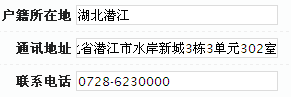 户籍所在地 湖北潜江
通讯地址 省潜江市水岸新城3栋3单元302室
联系电话 0728-6230000